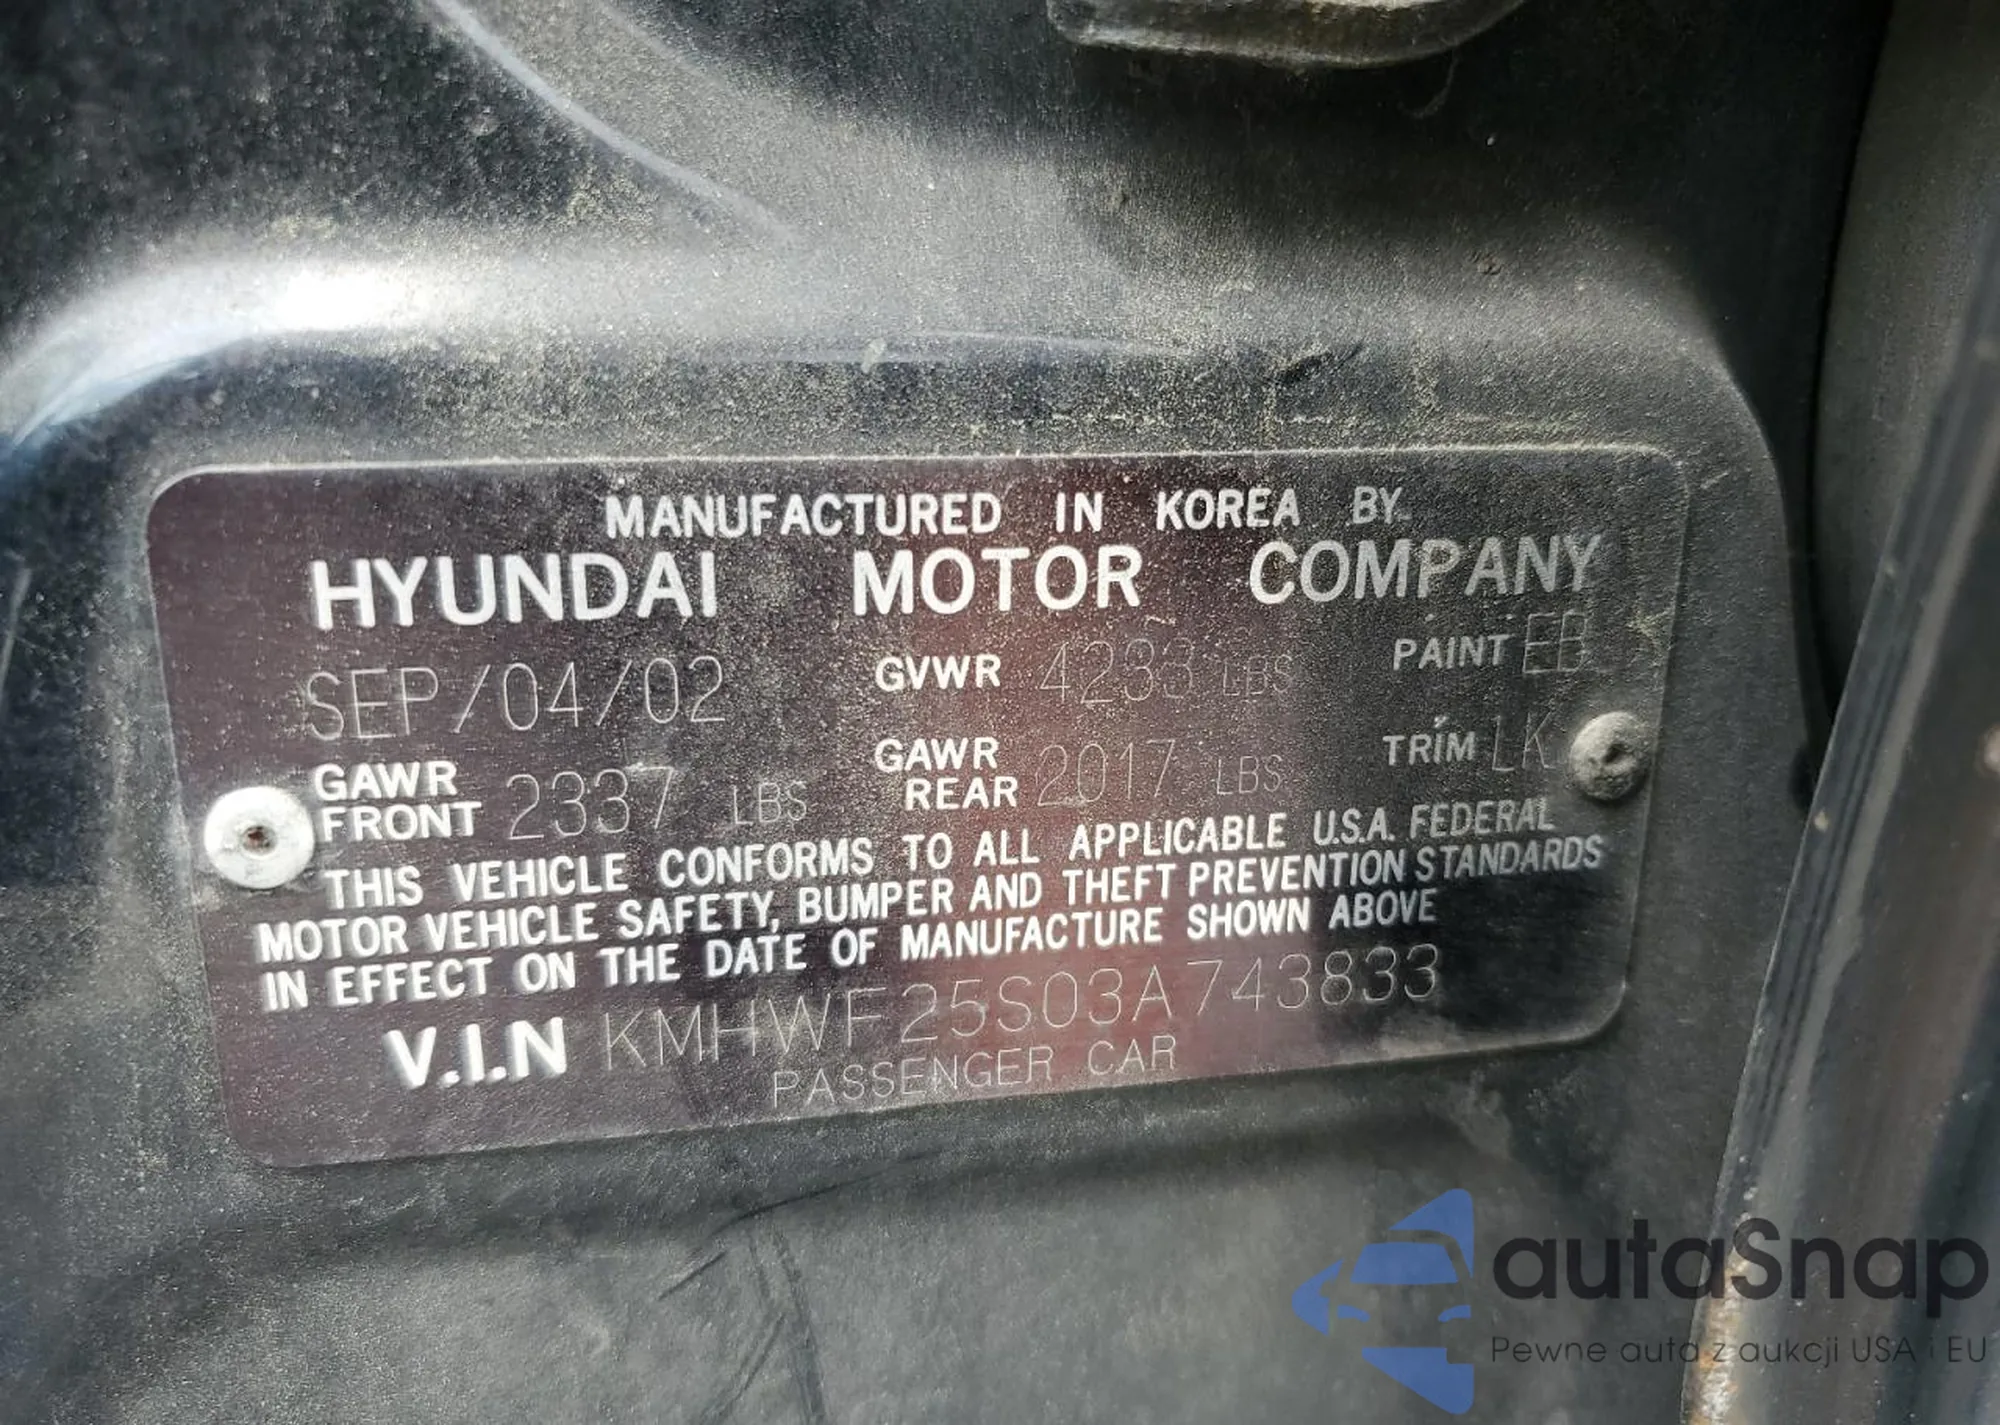 MANUFACTURED IN KOREA BY
HYUNDAI MOTOR COMPANY
SEP/04/02 GVWR 4233 LBS PAINT EB
GAWR FRONT 2337 LBS GAWR REAR 2017 LBS TRIM LK
THIS VEHICLE CONFORMS TO ALL APPLICABLE U.S.A. FEDERAL
MOTOR VEHICLE SAFETY, BUMPER AND THEFT PREVENTION STANDARDS
IN EFFECT ON THE DATE OF MANUFACTURE SHOWN ABOVE
V.I.N KMHWF25S03A743833
PASSENGER CAR
autaSnap
Pewne auta z aukcji USA i EU